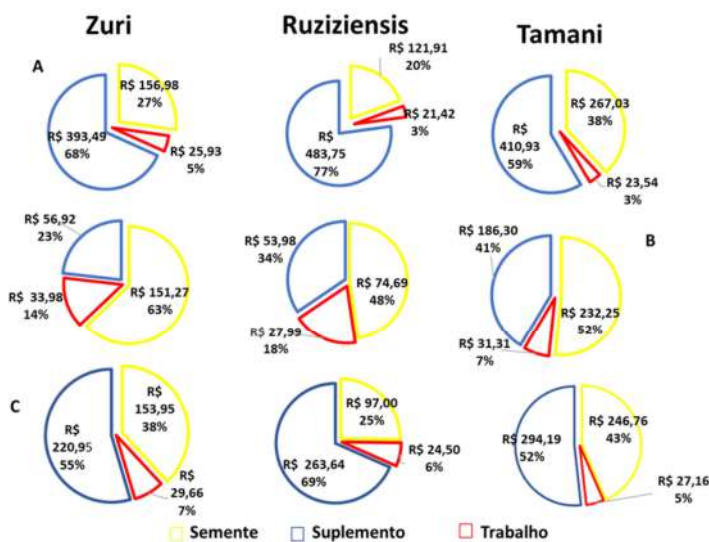 Zuri
Ruziziensis
Tamani
A
R$ 156,98
27%
R$ 393,49
68%
R$ 25,93
5%
R$ 121,91
20%
R$ 21,42
3%
R$
483,75
77%
R$ 267,03
38%
R$
410,93
59%
R$ 23,54
3%
R$ 56,92
23%
R$ 33,98
14%
R$ 151,27
63%
R$ 53,98
34%
R$ 74,69
48%
R$ 27,99
18%
R$ 186,30
41%
B
R$ 232,25
52%
R$ 31,31
7%
C
R$
153,95
38%
R$
220,95
55%
R$
29,66
7%
R$ 97,00
25%
R$ 24,50
6%
R$ 263,64
69%
R$ 246,76
43%
R$ 294,19
52%
R$ 27,16
5%
Semente Suplemento Trabalho